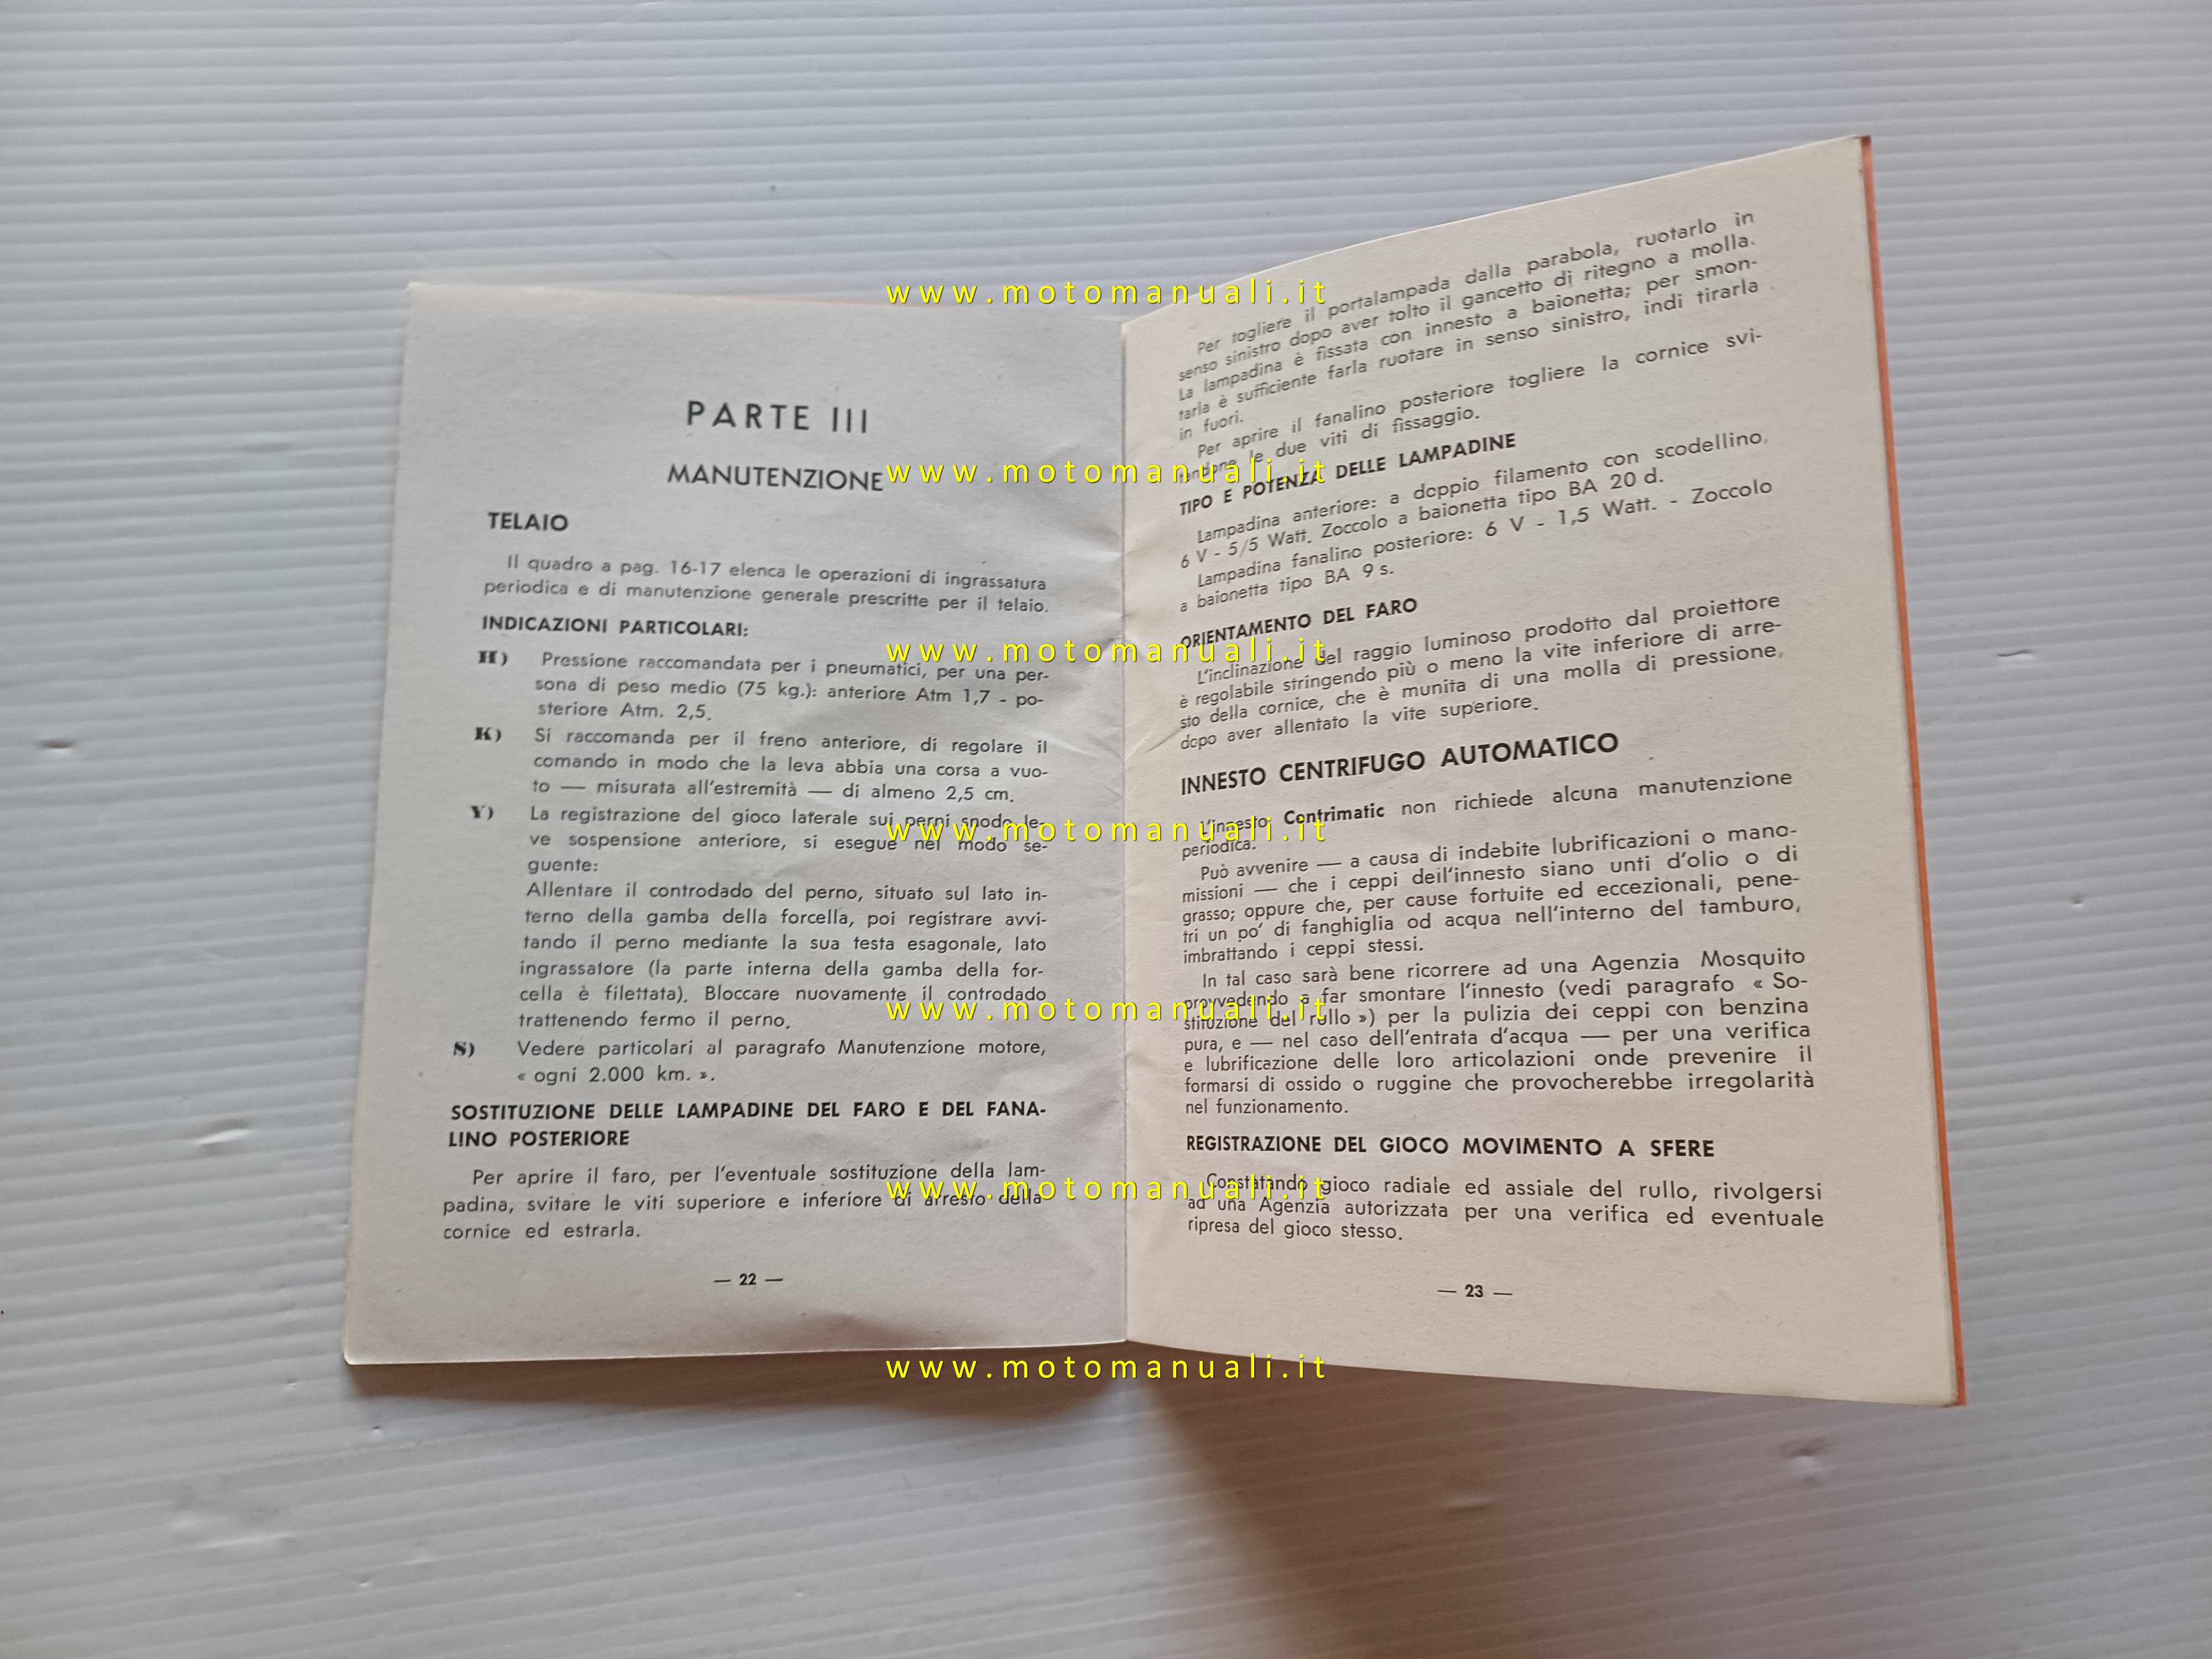 PARTE III
MANUTENZIONE
TELAIO
Il quadro a pag. 16-17 elenca le operazioni di ingrassatura
periodica e di manutenzione generale prescritte per il telaio.
INDICAZIONI PARTICOLARI:
H) Pressione raccomandata per i pneumatici, per una per-
sona di peso medio (75 kg.): anteriore Atm 1,7 - po-
steriore Atm. 2,5.
K) Si raccomanda per il freno anteriore, di regolare il
comando in modo che la leva abbia una corsa a vuo-
to — misurata all'estremità — di almeno 2,5 cm.
Y) La registrazione del gioco laterale sui perni snodo le-
ve sospensione anteriore, si esegue nel modo se-
guente:
Allentare il controdado del perno, situato sul lato in-
terno della gamba della forcella, poi registrare avvi-
tando il perno mediante la sua testa esagonale, lato
ingrassatore (la parte interna della gamba della for-
cella è filettata). Bloccare nuovamente il controdado
trattenendo fermo il perno.
S) Vedere particolari al paragrafo Manutenzione motore,
« ogni 2.000 km. ».
SOSTITUZIONE DELLE LAMPADINE DEL FARO E DEL FANA-
LINO POSTERIORE
Per aprire il faro, per l'eventuale sostituzione della lam-
padina, svitare le viti superiore e inferiore di arresto della
cornice ed estrarla.
— 22 —
Per togliere il portalampada dalla parabola, ruotarlo in
senso sinistro dopo aver tolto il gancetto di ritegno a molla.
La lampadina è fissata con innesto a baionetta; per smon-
tarla è sufficiente farla ruotare in senso sinistro, indi tirarla
in fuori.
Per aprire il fanalino posteriore togliere la cornice svi-
tandone le due viti di fissaggio.
TIPO E POTENZA DELLE LAMPADINE
Lampadina anteriore: a doppio filamento con scodellino,
6 V - 5/5 Watt. Zoccolo a baionetta tipo BA 20 d.
Lampadina fanalino posteriore: 6 V - 1,5 Watt. - Zoccolo
a baionetta tipo BA 9 s.
ORIENTAMENTO DEL FARO
L'inclinazione del raggio luminoso prodotto dal proiettore
è regolabile stringendo più o meno la vite inferiore di arre-
sto della cornice, che è munita di una molla di pressione,
dopo aver allentato la vite superiore.
INNESTO CENTRIFUGO AUTOMATICO
L'innesto Centrimatic non richiede alcuna manutenzione
periodica.
Può avvenire — a causa di indebite lubrificazioni o mano-
missioni — che i ceppi dell'innesto siano unti d'olio o di
grasso; oppure che, per cause fortuite ed eccezionali, pene-
tri un po' di fanghiglia od acqua nell'interno del tamburo,
imbrattando i ceppi stessi.
In tal caso sarà bene ricorrere ad una Agenzia Mosquito
provvedendo a far smontare l'innesto (vedi paragrafo « So-
stituzione del rullo ») per la pulizia dei ceppi con benzina
pura, e — nel caso dell'entrata d'acqua — per una verifica
e lubrificazione delle loro articolazioni onde prevenire il
formarsi di ossido o ruggine che provocherebbe irregolarità
nel funzionamento.
REGISTRAZIONE DEL GIOCO MOVIMENTO A SFERE
Constatando gioco radiale ed assiale del rullo, rivolgersi
ad una Agenzia autorizzata per una verifica ed eventuale
ripresa del gioco stesso.
— 23 —
www.motomanuali.it
www.motomanuali.it
www.motomanuali.it
www.motomanuali.it
www.motomanuali.it
www.motomanuali.it
www.motomanuali.it